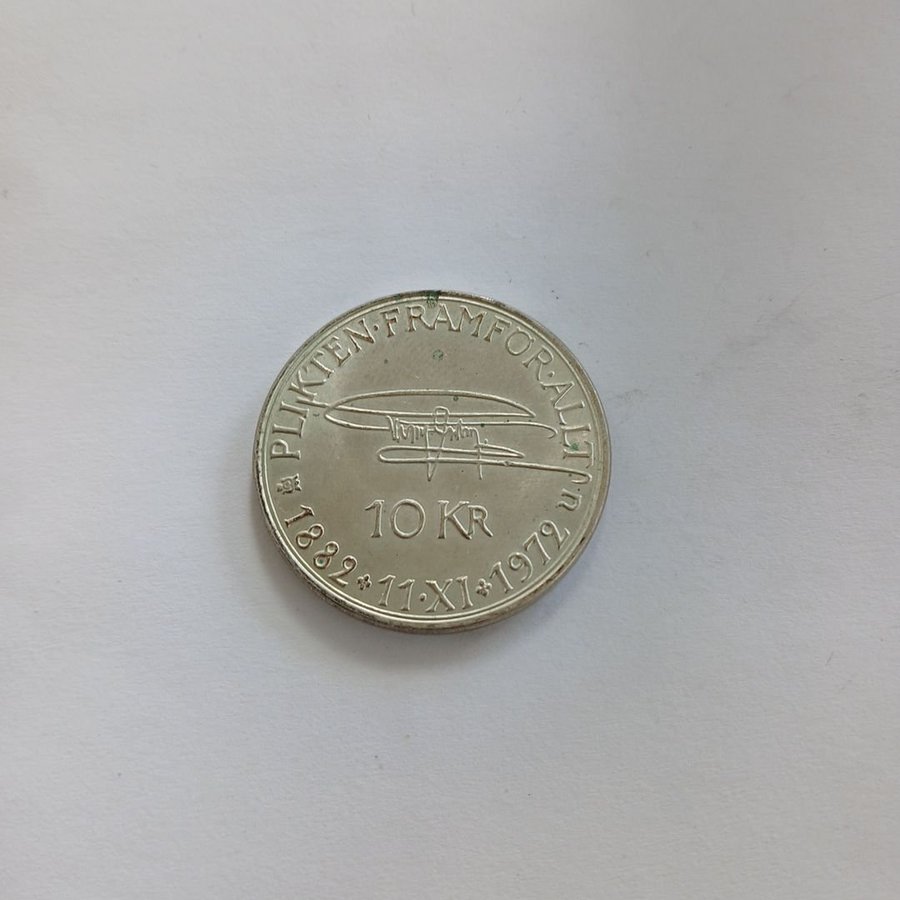 PLIKTEN·FRAMFÖR·ALLT
10 KR
1882 + 11·XI + 1972 u